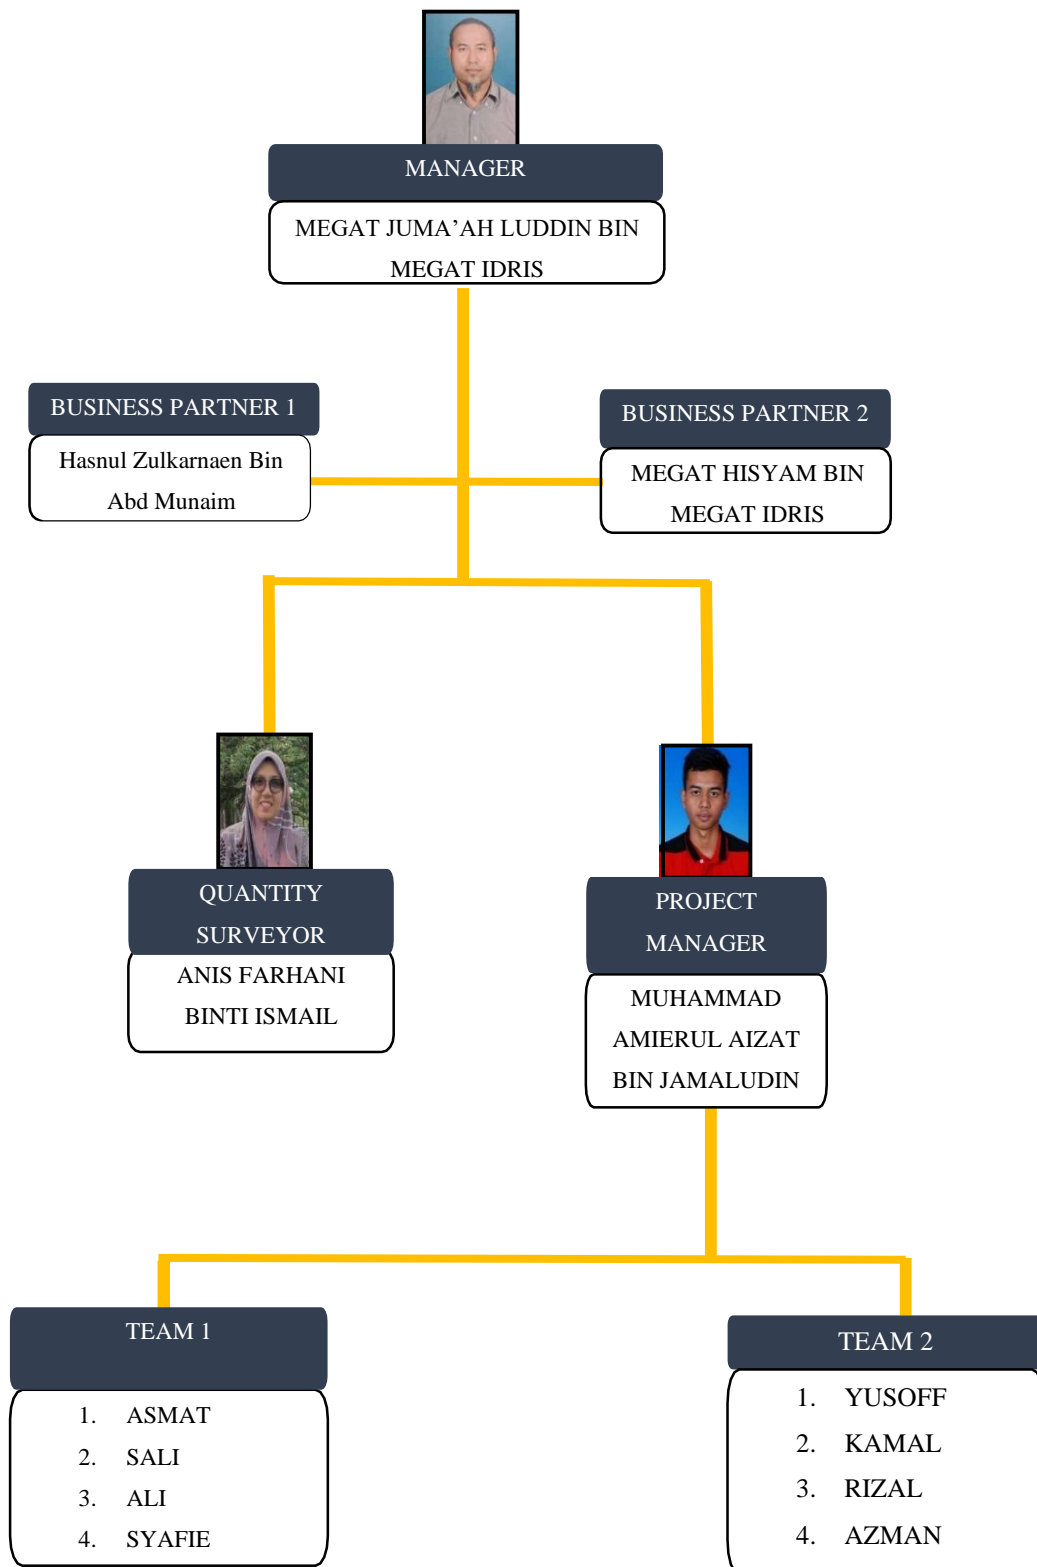 MANAGER
MEGAT JUMA’AH LUDDIN BIN
MEGAT IDRIS
BUSINESS PARTNER 1
Hasnul Zulkarnaen Bin
Abd Munaim
BUSINESS PARTNER 2
MEGAT HISYAM BIN
MEGAT IDRIS
QUANTITY
SURVEYOR
ANIS FARHANI
BINTI ISMAIL
PROJECT
MANAGER
MUHAMMAD
AMIERUL AIZAT
BIN JAMALUDIN
TEAM 1
1. ASMAT
2. SALI
3. ALI
4. SYAFIE
TEAM 2
1. YUSOFF
2. KAMAL
3. RIZAL
4. AZMAN